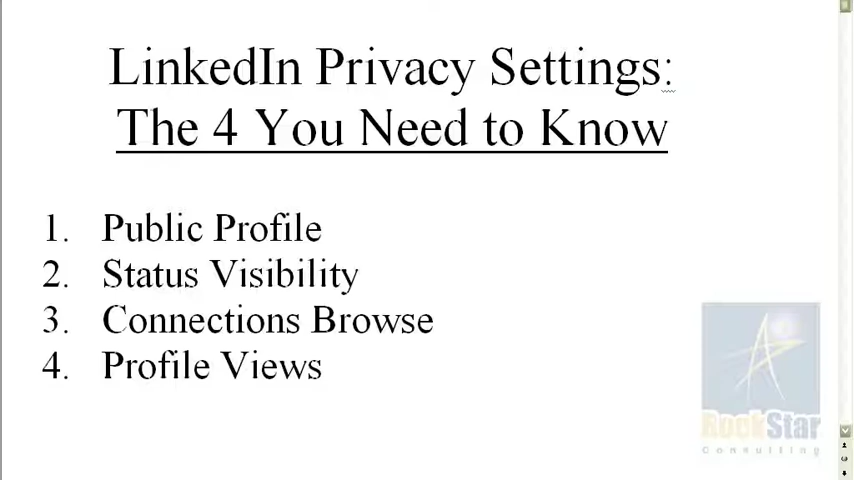 LinkedIn Privacy Settings:
The 4 You Need to Know
1. Public Profile
2. Status Visibility
3. Connections Browse
4. Profile Views
RockStar
Consulting